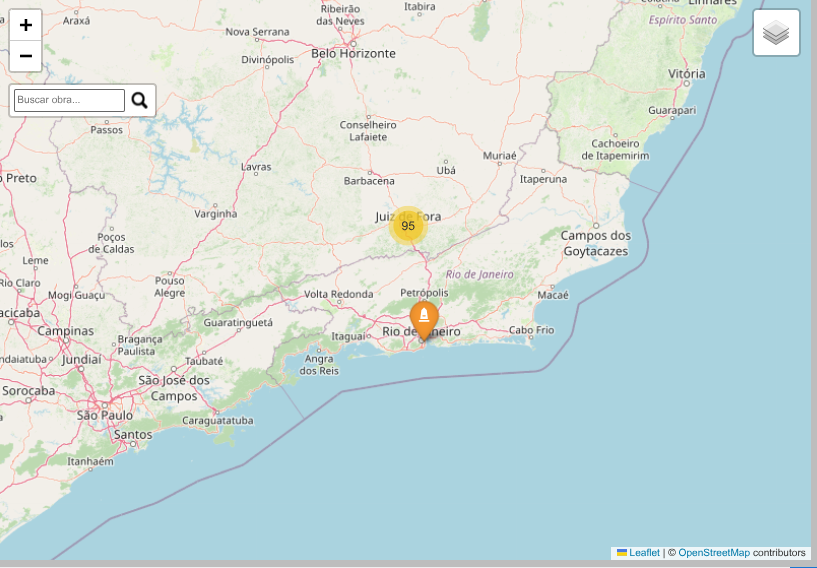 +
−
Buscar obra...
Araxá
Ribeirão
das Neves
Itabira
Linhares
Espírito Santo
Nova Serrana
Belo Horizonte
Divinópolis
Vitória
Guarapari
Passos
Conselheiro
Lafaiete
Cachoeiro
de Itapemirim
Muriaé
Lavras
Ubá
Barbacena
Itaperuna
o Preto
Varginha
Juiz de Fora
95
Poços
de Caldas
Campos dos
Goytacazes
los
Leme
Rio de Janeiro
Rio Claro
Pouso
Alegre
Mogi Guaçu
Volta Redonda
Petrópolis
Macaé
acicaba
Guaratinguetá
Campinas
Itaguaí
Cabo Frio
Bragança
Paulista
ndaiatuba
Jundiaí
Taubaté
Angra
dos Reis
São José dos
Campos
Sorocaba
São Paulo
Caraguatatuba
Santos
Itanhaém
Leaflet | © OpenStreetMap contributors